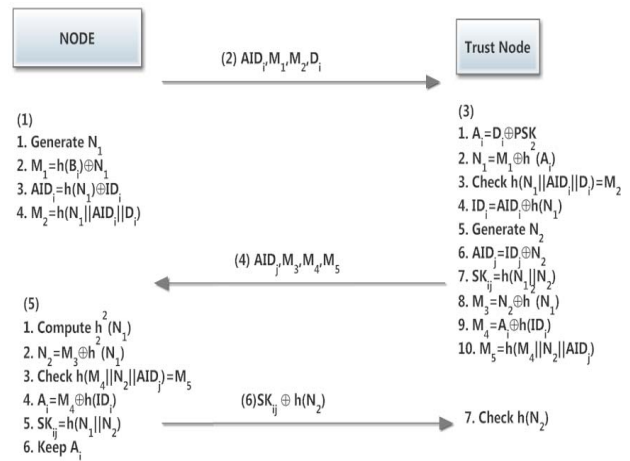 NODE
Trust Node
(2) AIDᵢ,M₁,M₂,Dᵢ
(1)
1. Generate N₁
2. M₁=h(Bᵢ)⊕N₁
3. AIDᵢ=h(N₁)⊕IDᵢ
4. M₂=h(N₁||AIDᵢ||Dᵢ)
(3)
1. Aᵢ=Dᵢ⊕PSK
2. N₁=M₁⊕h²(Aᵢ)
3. Check h(N₁||AIDᵢ||Dᵢ)=M₂
4. IDᵢ=AIDᵢ⊕h(N₁)
5. Generate N₂
6. AIDⱼ=IDⱼ⊕N₂
7. SKᵢⱼ=h(N₁||N₂)
8. M₃=N₂⊕h²(N₁)
9. M₄=Aᵢ⊕h(IDᵢ)
10. M₅=h(M₄||N₂||AIDⱼ)
(4) AIDⱼ,M₃,M₄,M₅
(5)
1. Compute h²(N₁)
2. N₂=M₃⊕h²(N₁)
3. Check h(M₄||N₂||AIDⱼ)=M₅
4. Aᵢ=M₄⊕h(IDᵢ)
5. SKᵢⱼ=h(N₁||N₂)
6. Keep Aᵢ
(6)SKᵢⱼ ⊕ h(N₂)
7. Check h(N₂)